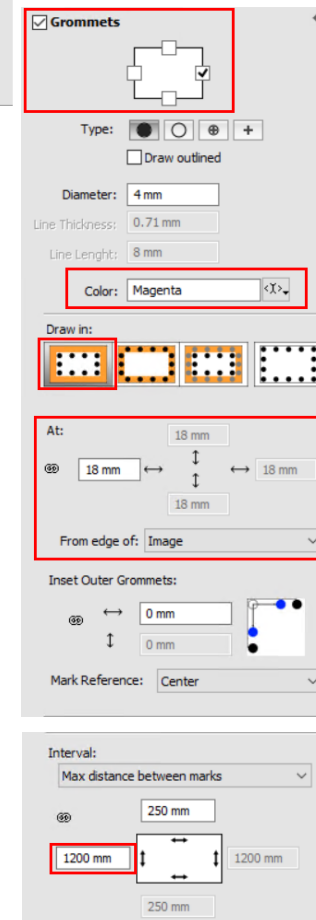 Grommets
Type:
Draw outlined
Diameter: 4 mm
Line Thickness: 0.71 mm
Line Lenght: 8 mm
Color: Magenta <X>
Draw in:
At: 18 mm
18 mm 18 mm
18 mm
From edge of: Image
Inset Outer Grommets:
0 mm
0 mm
Mark Reference: Center
Interval:
Max distance between marks
250 mm
1200 mm 1200 mm
250 mm